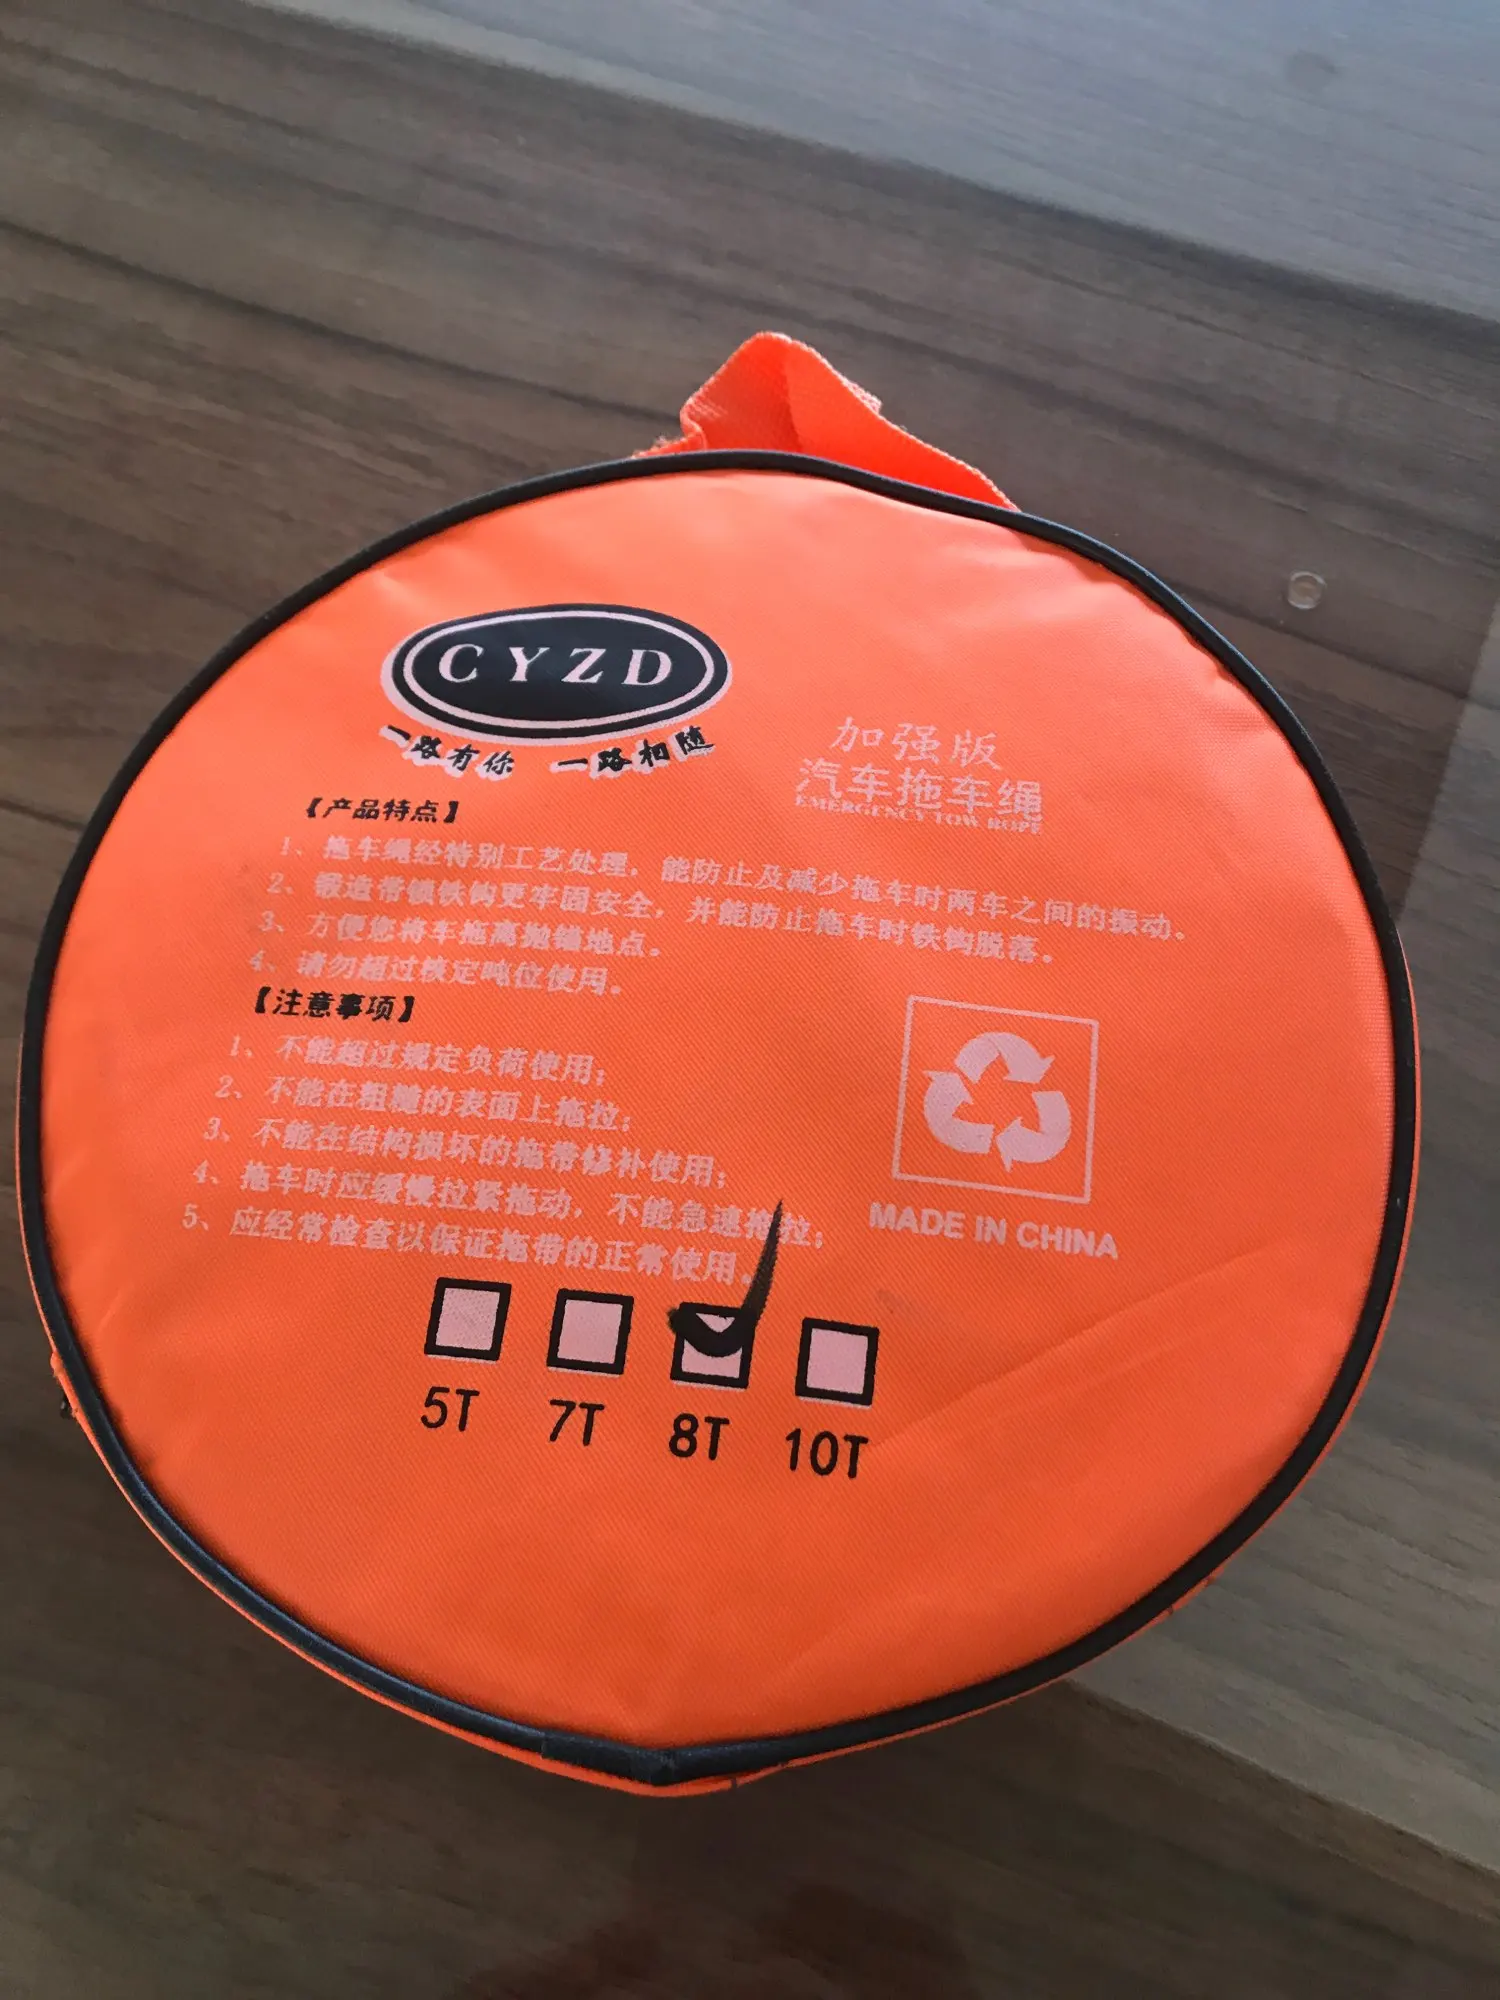 CYZD
一路有你 一路相随
加强版
汽车拖车绳
EMERGENCY TOW ROPE
【产品特点】
1、拖车绳经特别工艺处理，能防止及减少拖车时两车之间的振动。
2、锻造带锁铁钩更牢固安全，并能防止拖车时铁钩脱落。
3、方便您将车拖离抛锚地点。
4、请勿超过核定吨位使用。
【注意事项】
1、不能超过规定负荷使用；
2、不能在粗糙的表面上拖拉；
3、不能在结构损坏的拖带修补使用；
4、拖车时应缓慢拉紧拖动，不能急速拖拉；
5、应经常检查以保证拖带的正常使用。
MADE IN CHINA
5T 7T 8T 10T